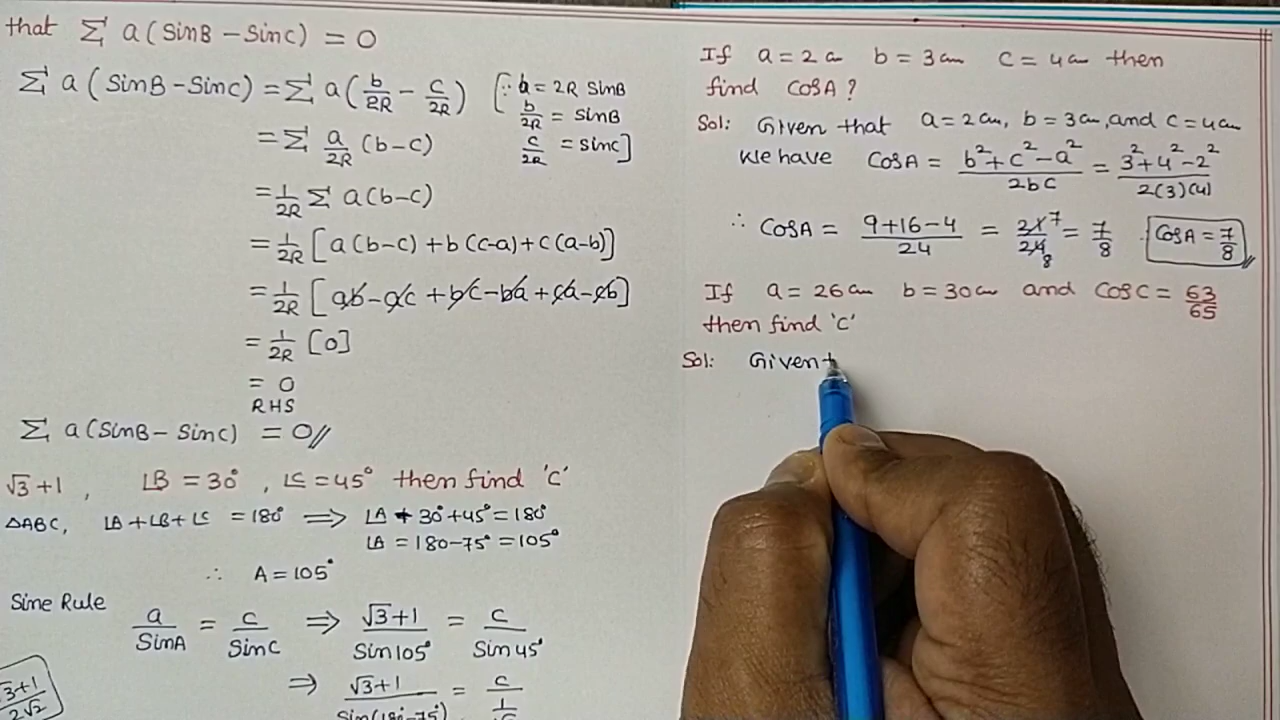 that Σ a(SinB - SinC) = 0
Σ a(SinB - SinC) = Σ a(b/2R - c/2R) [∵ b = 2R SinB
b/2R = SinB
= Σ a/2R (b-c) c/2R = SinC]
= 1/2R Σ a(b-c)
= 1/2R [a(b-c) + b(c-a) + c(a-b)]
= 1/2R [ab - ac + bc - ba + ca - cb]
= 1/2R [0]
= 0
RHS
Σ a(SinB - SinC) = 0//
√3+1, ∠B = 30°, ∠C = 45° then find 'C'
△ABC, ∠A+∠B+∠C = 180° ⇒ ∠A + 30°+45° = 180°
∠A = 180-75° = 105°
∴ A = 105°
Sine Rule
a/SinA = c/SinC ⇒ √3+1/Sin105° = c/Sin45°
⇒ √3+1/Sin(180°-75°) = c/1/√
√3+1/2√2
If a = 2cm b = 3cm c = 4cm then
find CosA?
Sol: Given that a = 2cm, b = 3cm, and c = 4cm
We have CosA = b²+c²-a²/2bc = 3²+4²-2²/2(3)(4)
∴ CosA = 9+16-4/24 = 21 7/24 8 = 7/8 CosA = 7/8 //
If a = 26cm b = 30cm and CosC = 63/65
then find 'C'
Sol: Given t